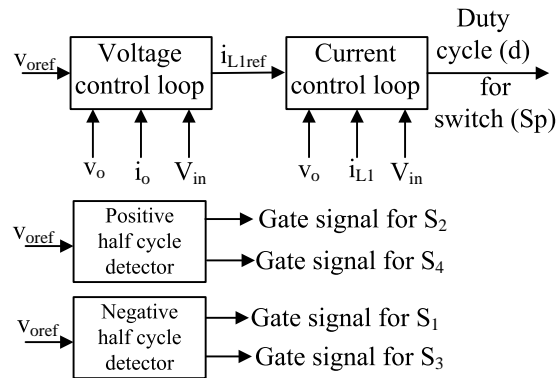 Voltage
control loop
Current
control loop
Duty
cycle (d)
for
switch (Sp)
v_oref
i_L1ref
v_o
i_o
V_in
v_o
i_L1
V_in
Positive
half cycle
detector
v_oref
Gate signal for S_2
Gate signal for S_4
Negative
half cycle
detector
v_oref
Gate signal for S_1
Gate signal for S_3